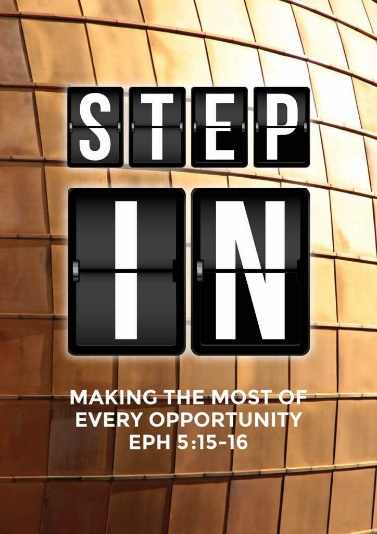 STEP
IN
MAKING THE MOST OF
EVERY OPPORTUNITY
EPH 5:15-16